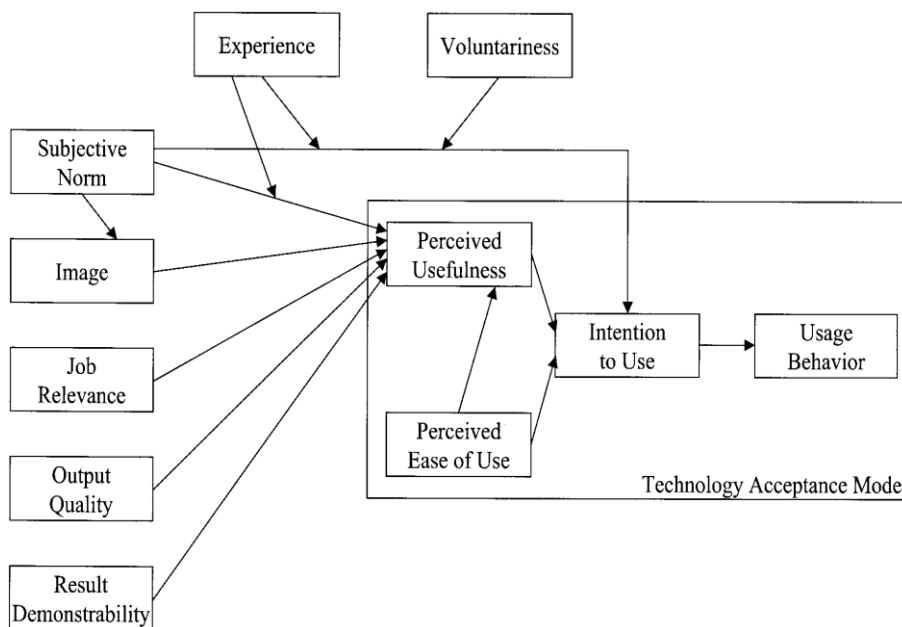 Experience
Voluntariness
Subjective
Norm
Image
Job
Relevance
Output
Quality
Result
Demonstrability
Perceived
Usefulness
Perceived
Ease of Use
Intention
to Use
Usage
Behavior
Technology Acceptance Mode